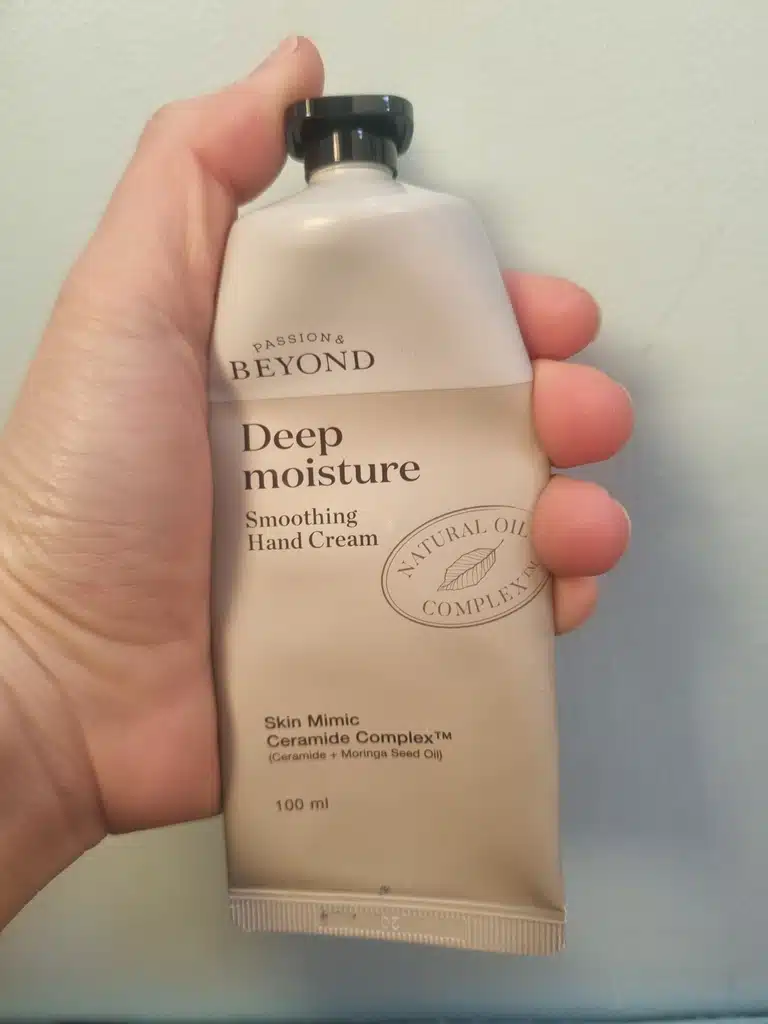 PASSION &
BEYOND
Deep
moisture
Smoothing
Hand Cream
NATURAL OIL
COMPLEX™
Skin Mimic
Ceramide Complex™
(Ceramide + Moringa Seed Oil)
100 ml